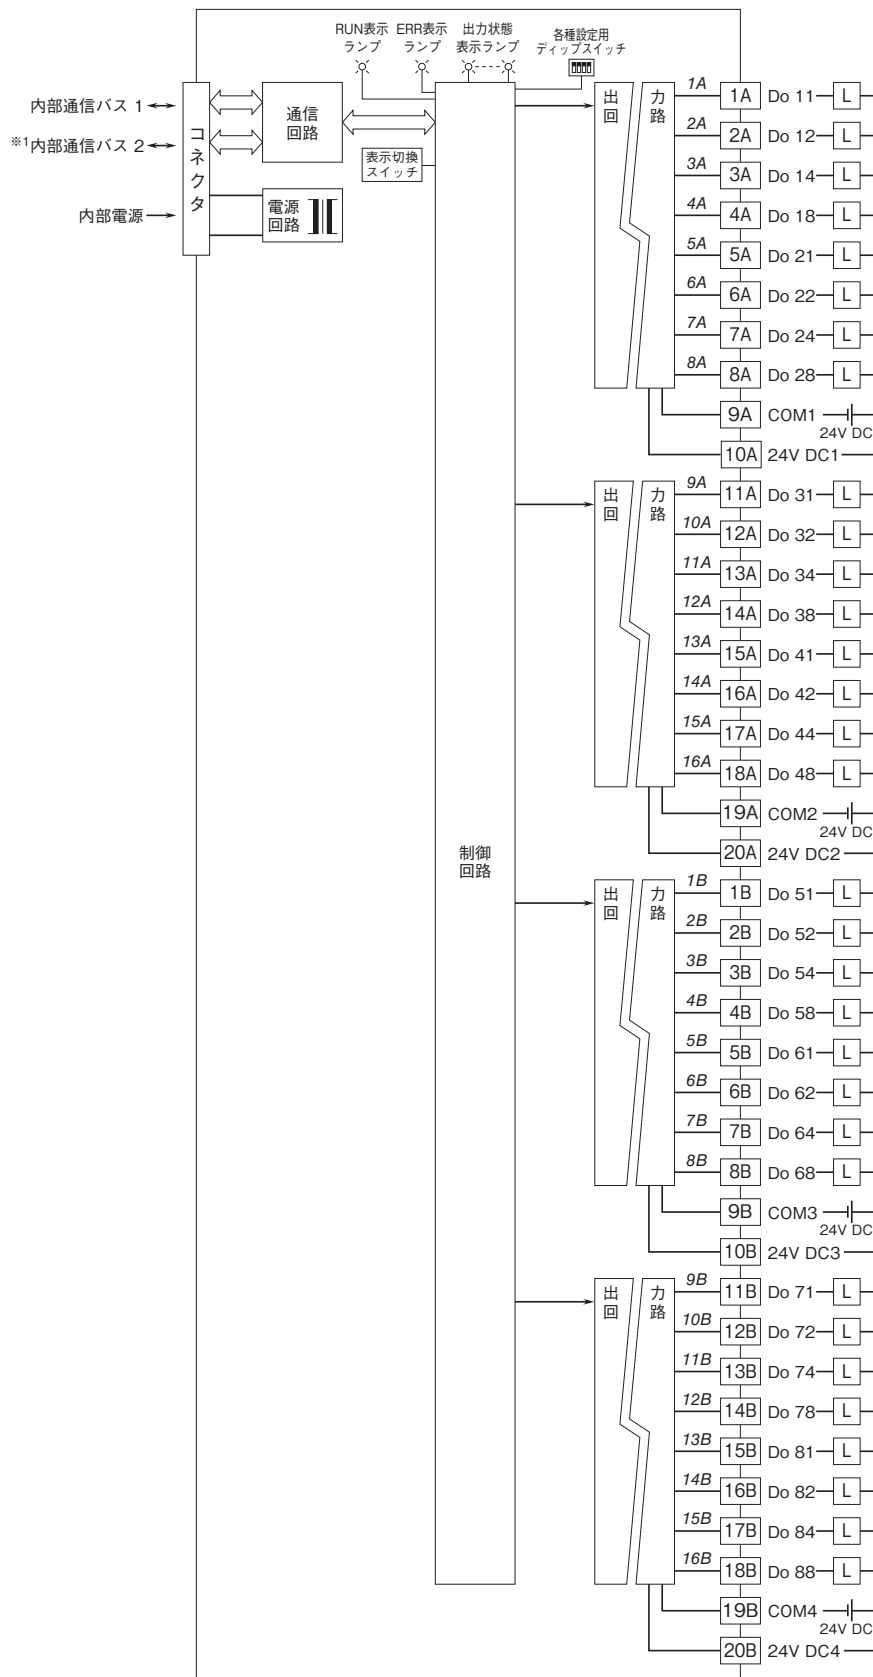 RUN表示
ランプ
ERR表示
ランプ
出力状態
表示ランプ
各種設定用
ディップスイッチ
内部通信バス 1
※1内部通信バス 2
内部電源
コネクタ
通信
回路
電源
回路
表示切換
スイッチ
制御
回路
出力
回路
1A 1A Do 11 L
2A 2A Do 12 L
3A 3A Do 14 L
4A 4A Do 18 L
5A 5A Do 21 L
6A 6A Do 22 L
7A 7A Do 24 L
8A 8A Do 28 L
9A COM1
24V DC
10A 24V DC1
出力
回路
9A 11A Do 31 L
10A 12A Do 32 L
11A 13A Do 34 L
12A 14A Do 38 L
13A 15A Do 41 L
14A 16A Do 42 L
15A 17A Do 44 L
16A 18A Do 48 L
19A COM2
24V DC
20A 24V DC2
出力
回路
1B 1B Do 51 L
2B 2B Do 52 L
3B 3B Do 54 L
4B 4B Do 58 L
5B 5B Do 61 L
6B 6B Do 62 L
7B 7B Do 64 L
8B 8B Do 68 L
9B COM3
24V DC
10B 24V DC3
出力
回路
9B 11B Do 71 L
10B 12B Do 72 L
11B 13B Do 74 L
12B 14B Do 78 L
13B 15B Do 81 L
14B 16B Do 82 L
15B 17B Do 84 L
16B 18B Do 88 L
19B COM4
24V DC
20B 24V DC4